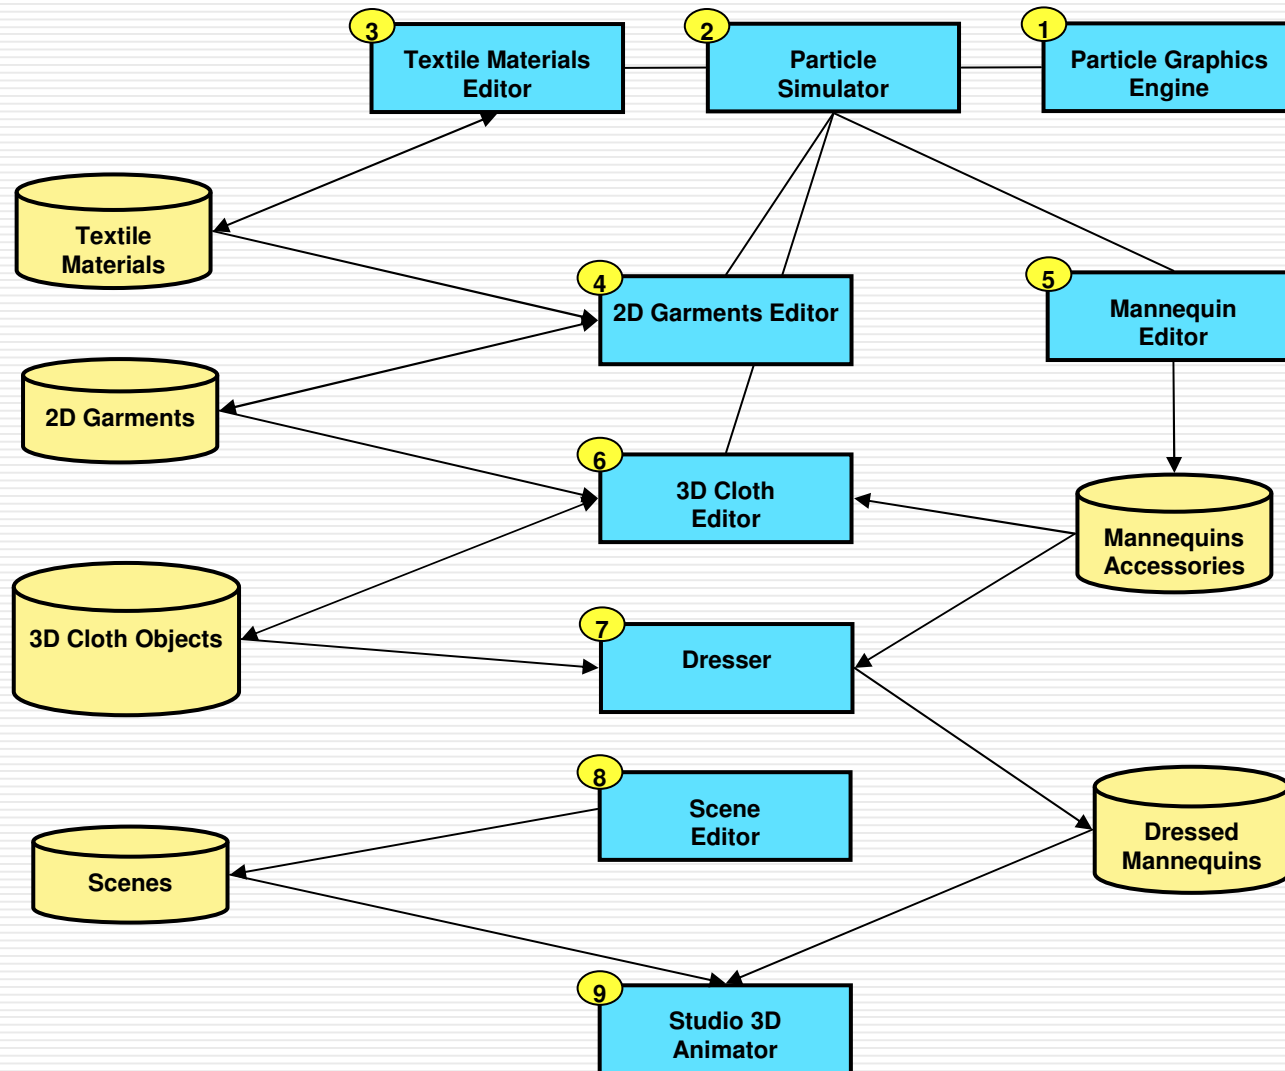 3
2
1
Textile Materials
Editor
Particle
Simulator
Particle Graphics
Engine
Textile
Materials
4
2D Garments Editor
5
Mannequin
Editor
2D Garments
6
3D Cloth
Editor
Mannequins
Accessories
3D Cloth Objects
7
Dresser
8
Scene
Editor
Dressed
Mannequins
Scenes
9
Studio 3D
Animator